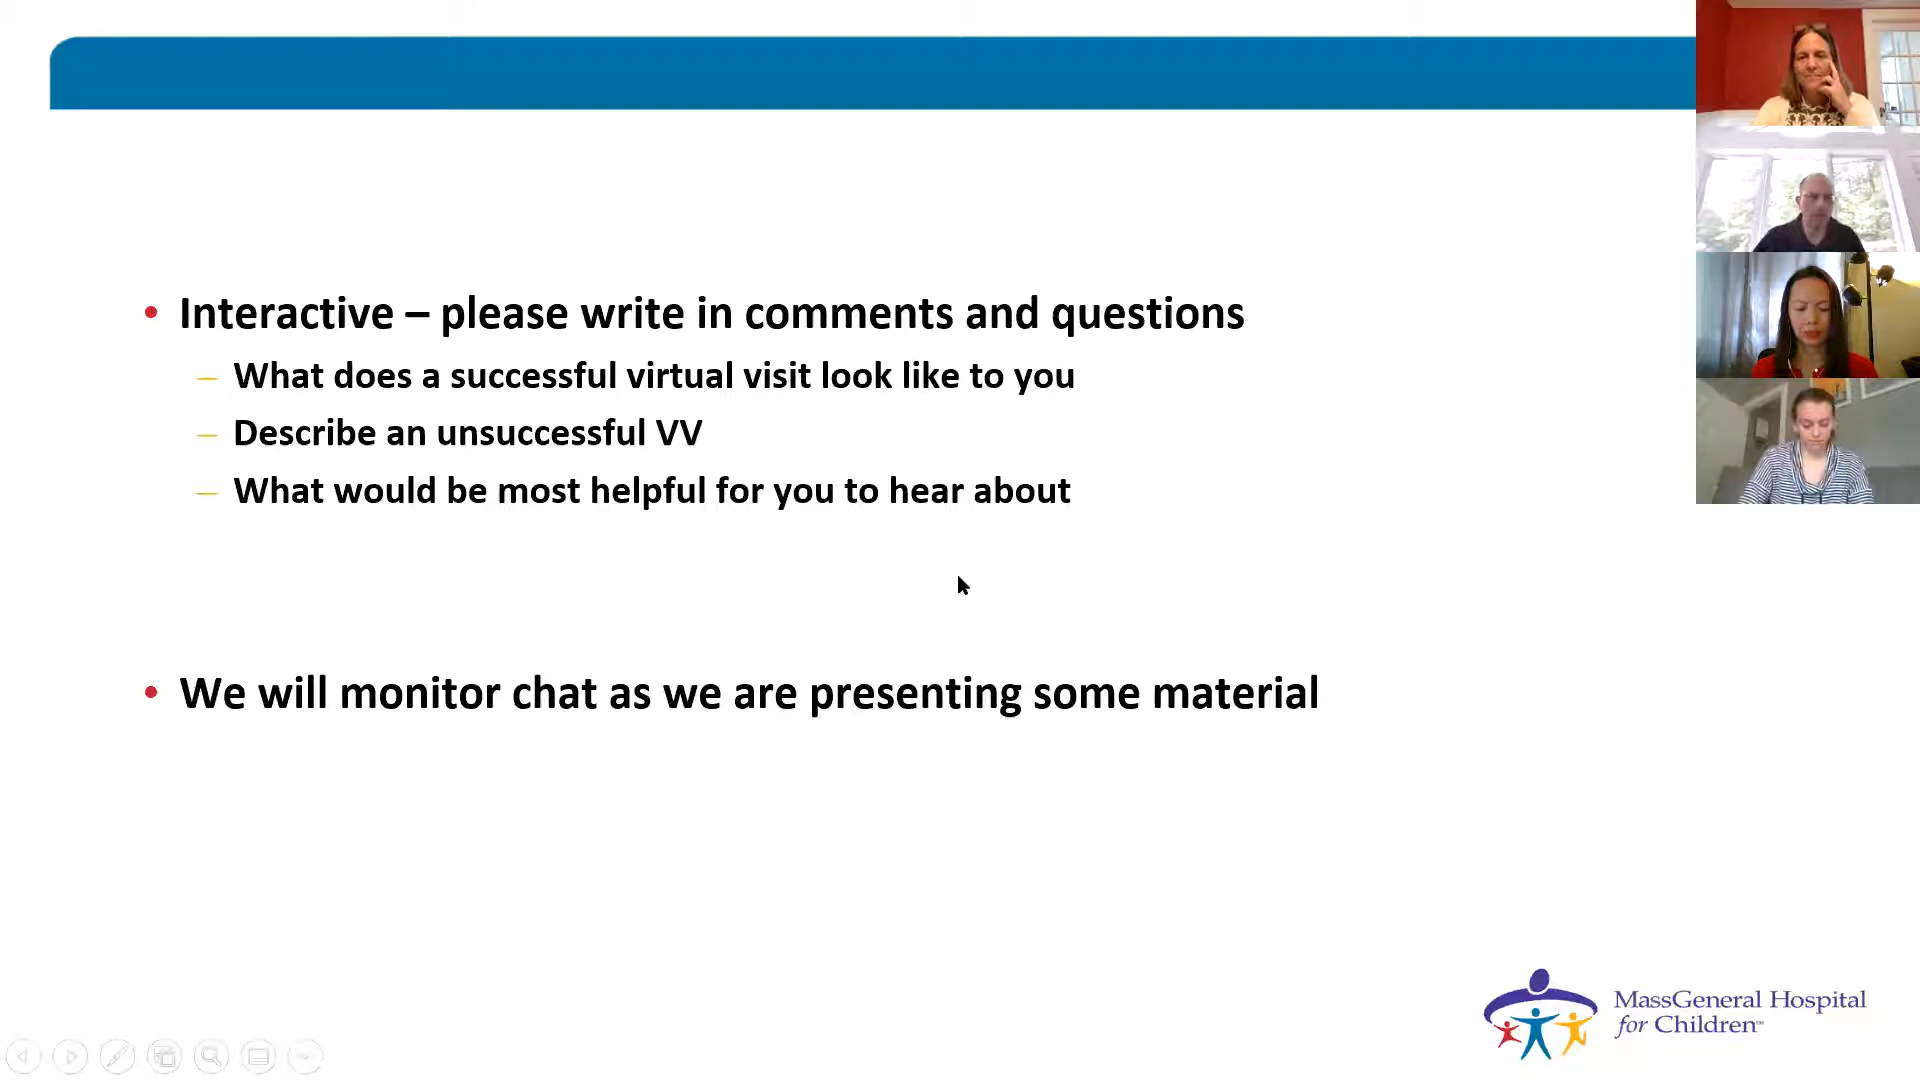 Interactive – please write in comments and questions
What does a successful virtual visit look like to you
Describe an unsuccessful VV
What would be most helpful for you to hear about
We will monitor chat as we are presenting some material
MassGeneral Hospital
for Children™